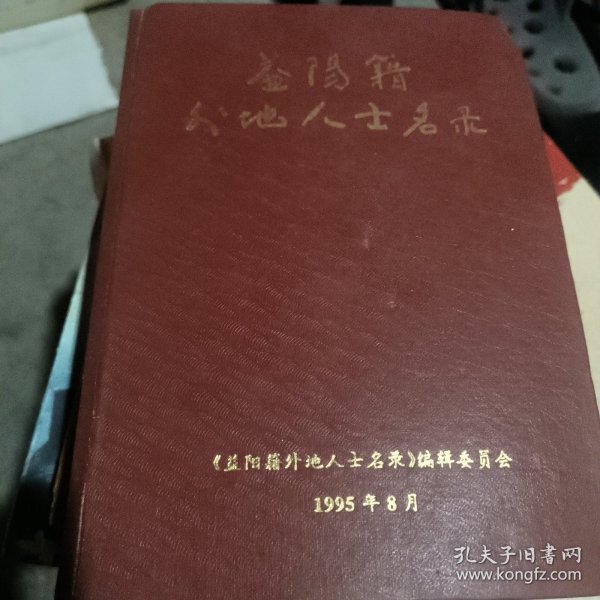 益陽籍
外地人士名录
《益阳籍外地人士名录》编辑委员会
1995年8月
孔夫子旧书网
www.kongfz.com